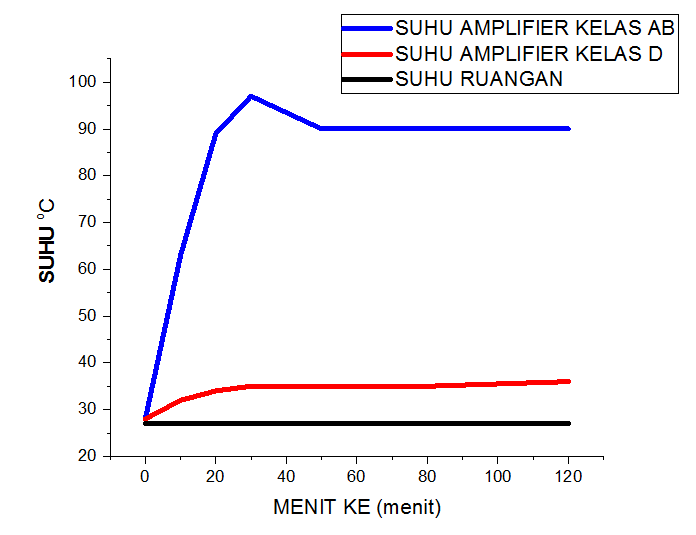 SUHU AMPLIFIER KELAS AB
SUHU AMPLIFIER KELAS D
SUHU RUANGAN
100
90
80
70
60
50
40
30
20
SUHU °C
0 20 40 60 80 100 120
MENIT KE (menit)